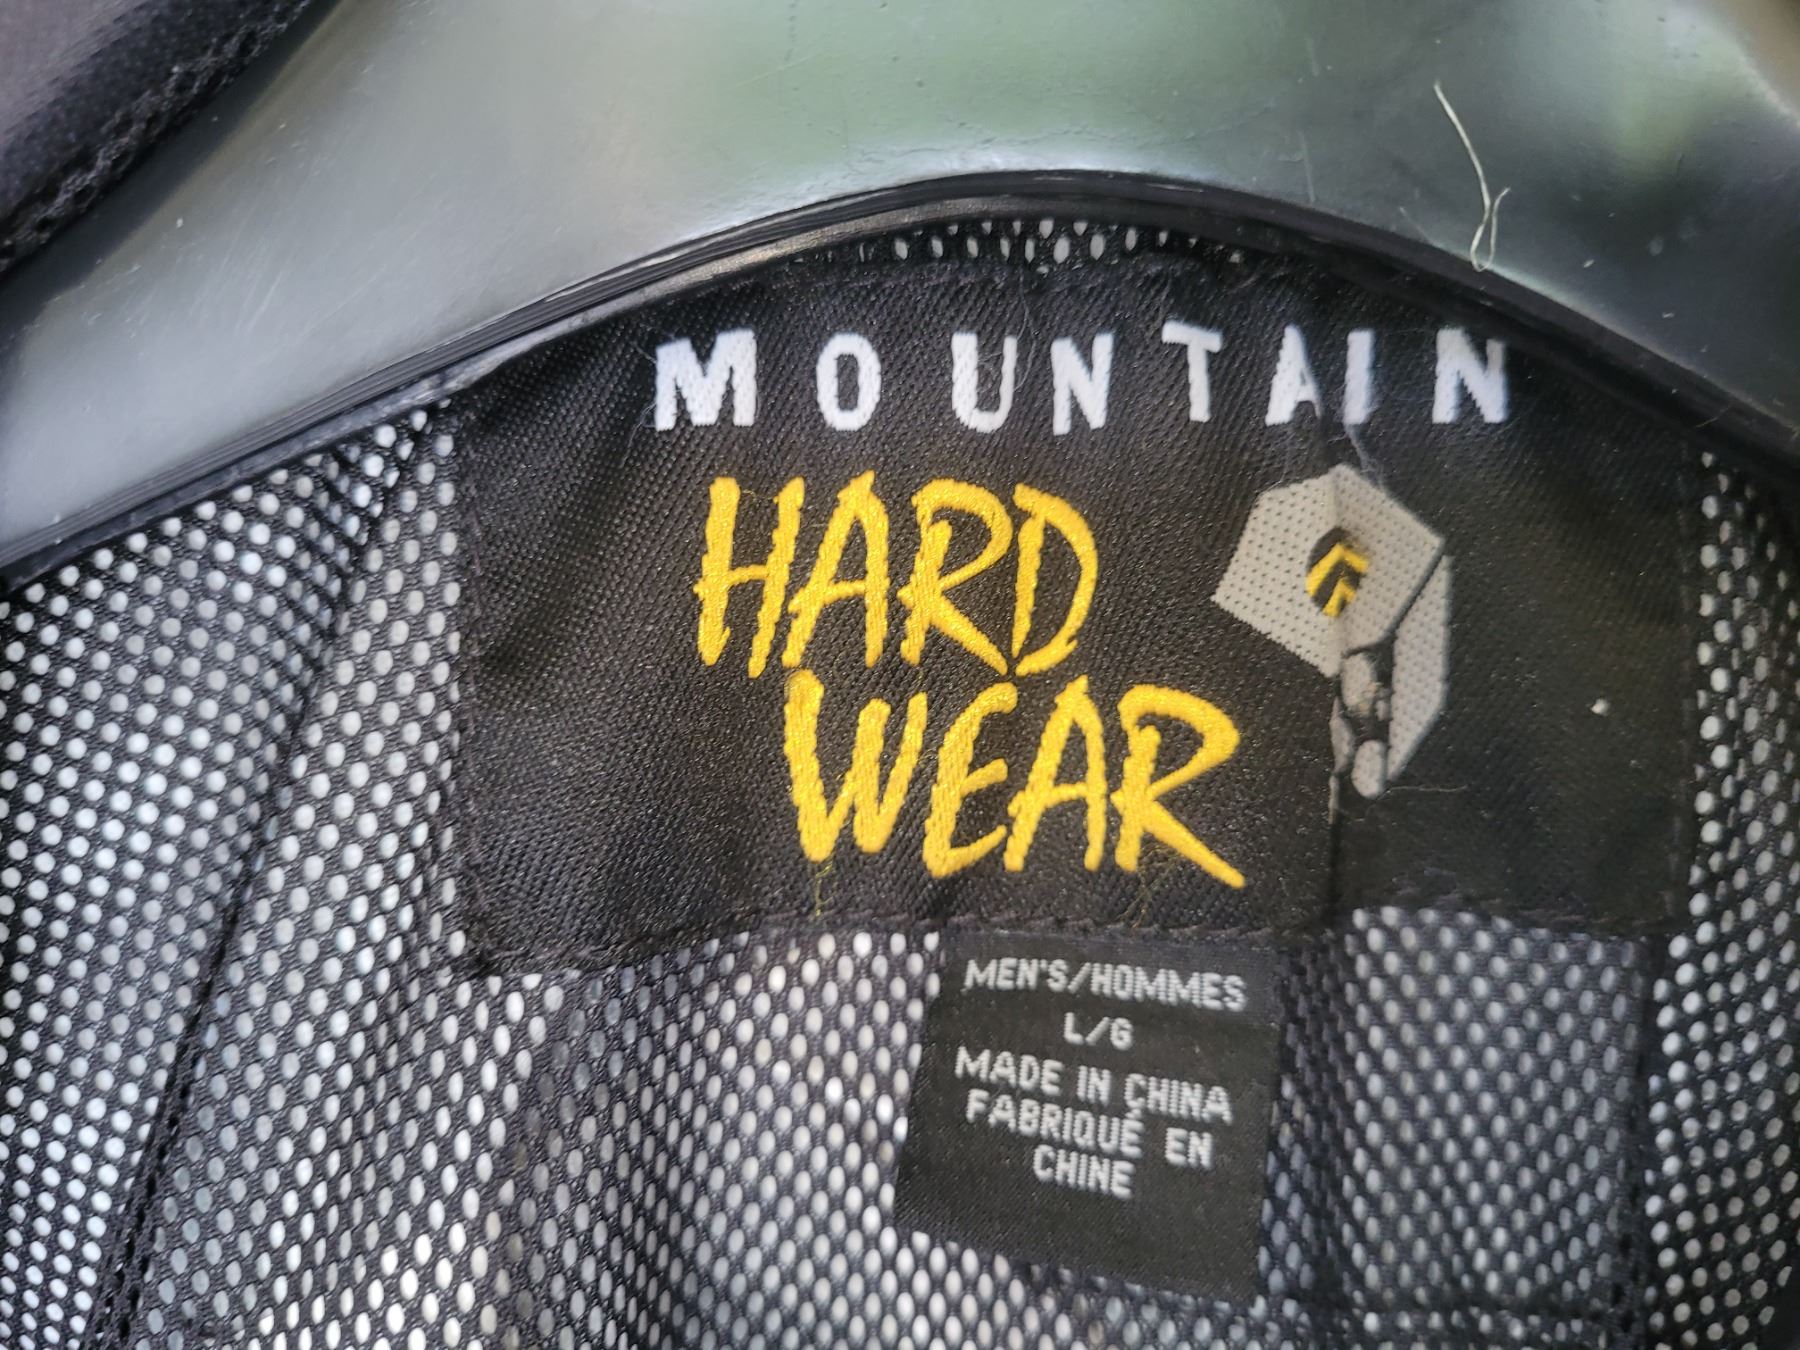 MOUNTAIN
HARD
WEAR
MEN'S/HOMMES
L/G
MADE IN CHINA
FABRIQUÉ EN
CHINE